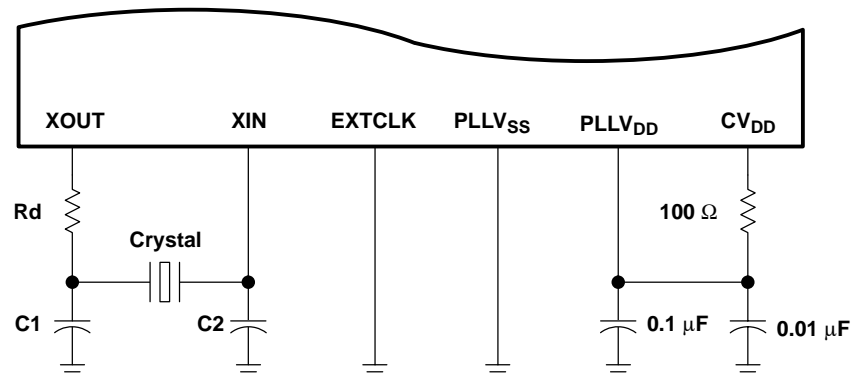 XOUT XIN EXTCLK PLLVSS PLLVDD CVDD
Rd 100 Ω
Crystal
C1 C2 0.1 μF 0.01 μF